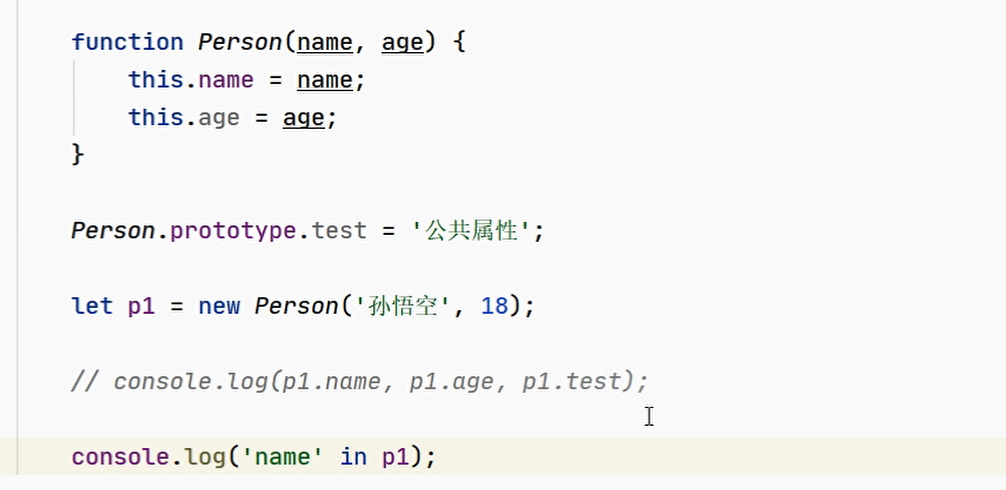 function Person(name, age) {
    this.name = name;
    this.age = age;
}
Person.prototype.test = '公共属性';
let p1 = new Person('孙悟空', 18);
// console.log(p1.name, p1.age, p1.test);
console.log('name' in p1);